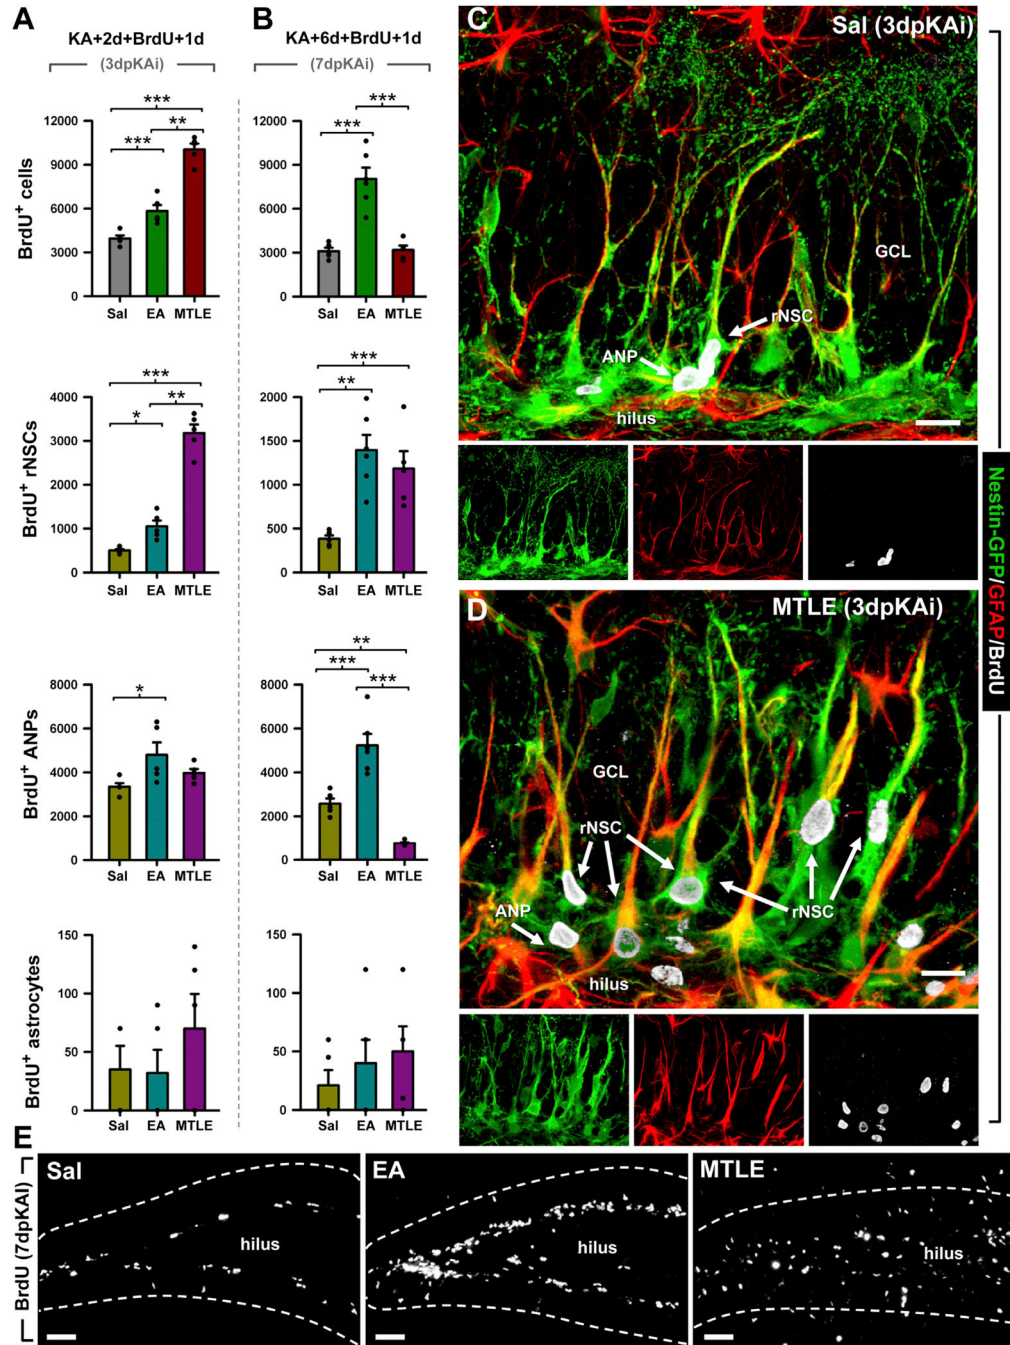 A
KA+2d+BrdU+1d
(3dpKAi)
BrdU⁺ cells
12000
9000
6000
3000
0
***
***
**
Sal EA MTLE
BrdU⁺ rNSCs
4000
3000
2000
1000
0
***
*
**
Sal EA MTLE
BrdU⁺ ANPs
8000
6000
4000
2000
0
*
Sal EA MTLE
BrdU⁺ astrocytes
150
100
50
0
Sal EA MTLE
B
KA+6d+BrdU+1d
(7dpKAi)
12000
9000
6000
3000
0
***
***
Sal EA MTLE
2000
1500
1000
500
0
***
**
Sal EA MTLE
8000
6000
4000
2000
0
**
***
***
Sal EA MTLE
150
100
50
0
Sal EA MTLE
C
Sal (3dpKAi)
GCL
rNSC
ANP
hilus
D
MTLE (3dpKAi)
GCL
rNSC
rNSC
ANP
hilus
Nestin-GFP/GFAP/BrdU
E
BrdU (7dpKAI)
Sal
hilus
EA
hilus
MTLE
hilus